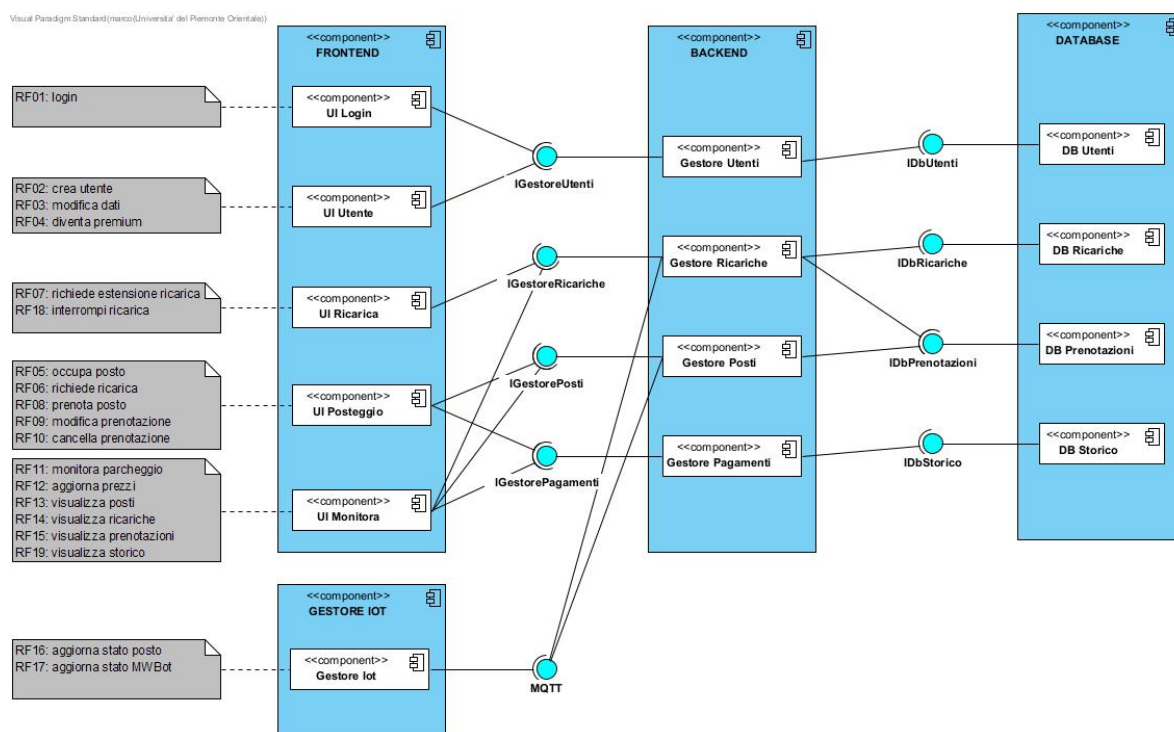 Visual Paradigm Standard(marco(Universita' del Piemonte Orientale))
<<component>>
FRONTEND
<<component>>
BACKEND
<<component>>
DATABASE
RF01: login
<<component>>
UI Login
RF02: crea utente
RF03: modifica dati
RF04: diventa premium
<<component>>
UI Utente
RF07: richiede estensione ricarica
RF18: interrompi ricarica
<<component>>
UI Ricarica
RF05: occupa posto
RF06: richiede ricarica
RF08: prenota posto
RF09: modifica prenotazione
RF10: cancella prenotazione
<<component>>
UI Posteggio
RF11: monitora parcheggio
RF12: aggiorna prezzi
RF13: visualizza posti
RF14: visualizza ricariche
RF15: visualizza prenotazioni
RF19: visualizza storico
<<component>>
UI Monitora
IGestoreUtenti
IGestoreRicariche
IGestorePosti
IGestorePagamenti
<<component>>
Gestore Utenti
<<component>>
Gestore Ricariche
<<component>>
Gestore Posti
<<component>>
Gestore Pagamenti
IDbUtenti
IDbRicariche
IDbPrenotazioni
IDbStorico
<<component>>
DB Utenti
<<component>>
DB Ricariche
<<component>>
DB Prenotazioni
<<component>>
DB Storico
<<component>>
GESTORE IOT
RF16: aggiorna stato posto
RF17: aggiorna stato MWBot
<<component>>
Gestore Iot
MQTT